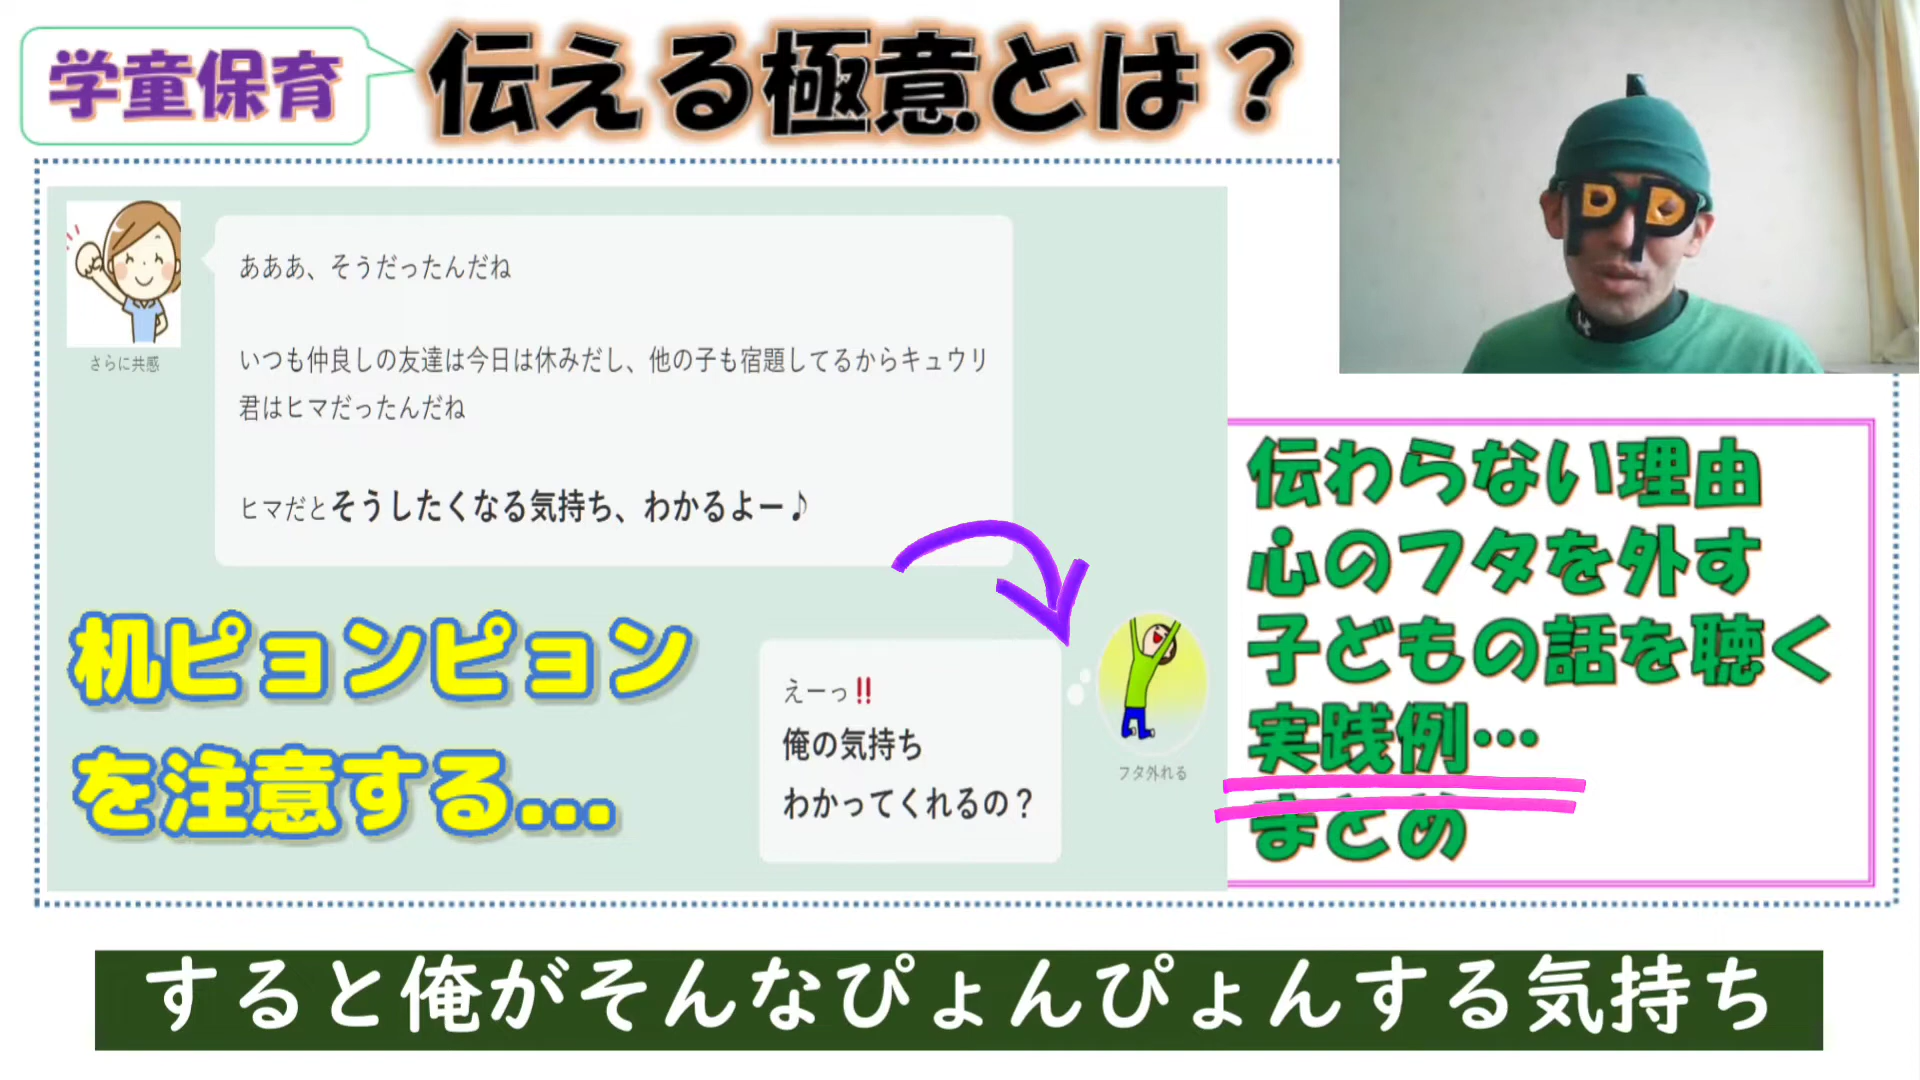 学童保育
伝える極意とは？
ああぁ、そうだったんだね
いつも仲良しの友達は今日は休みだし、他の子も宿題してるからキュウリ
君はヒマだったんだね
ヒマだとそうしたくなる気持ち、わかるよー♪
さらに共感
机ピョンピョン
を注意する...
えーっ‼
俺の気持ち
わかってくれるの？
フタ外れる
伝わらない理由
心のフタを外す
子どもの話を聴く
実践例…
まとめ
すると俺がそんなぴょんぴょんする気持ち